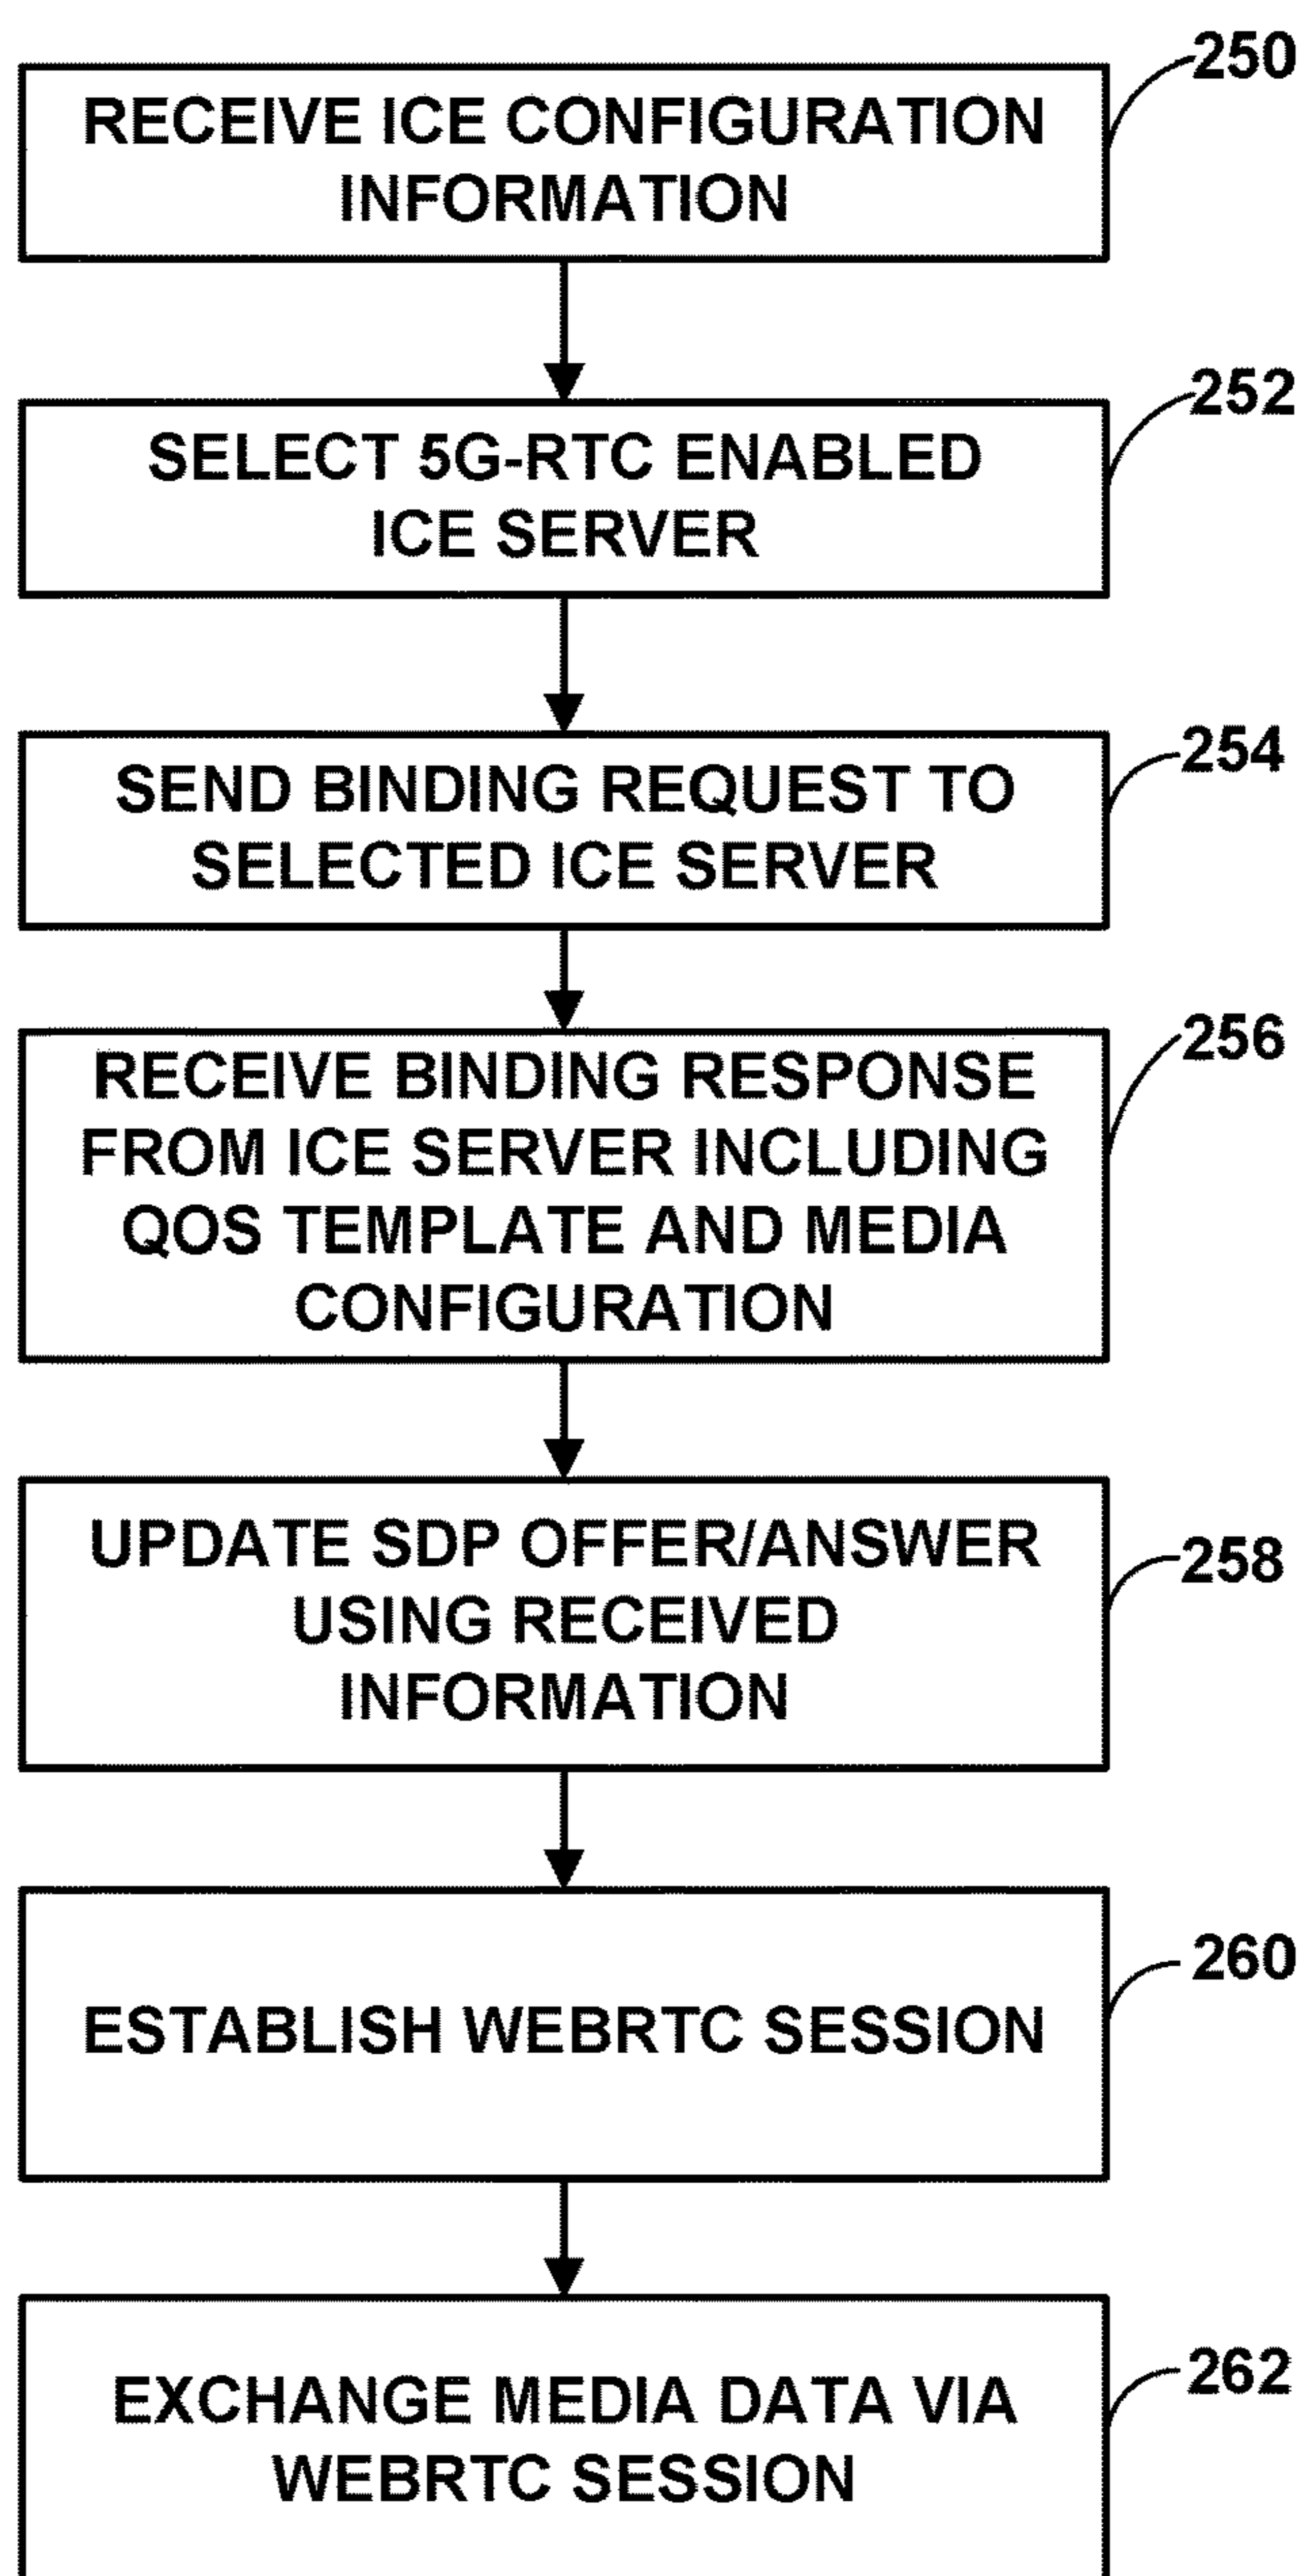 250
RECEIVE ICE CONFIGURATION
INFORMATION
252
SELECT 5G-RTC ENABLED
ICE SERVER
254
SEND BINDING REQUEST TO
SELECTED ICE SERVER
256
RECEIVE BINDING RESPONSE
FROM ICE SERVER INCLUDING
QOS TEMPLATE AND MEDIA
CONFIGURATION
258
UPDATE SDP OFFER/ANSWER
USING RECEIVED
INFORMATION
260
ESTABLISH WEBRTC SESSION
262
EXCHANGE MEDIA DATA VIA
WEBRTC SESSION